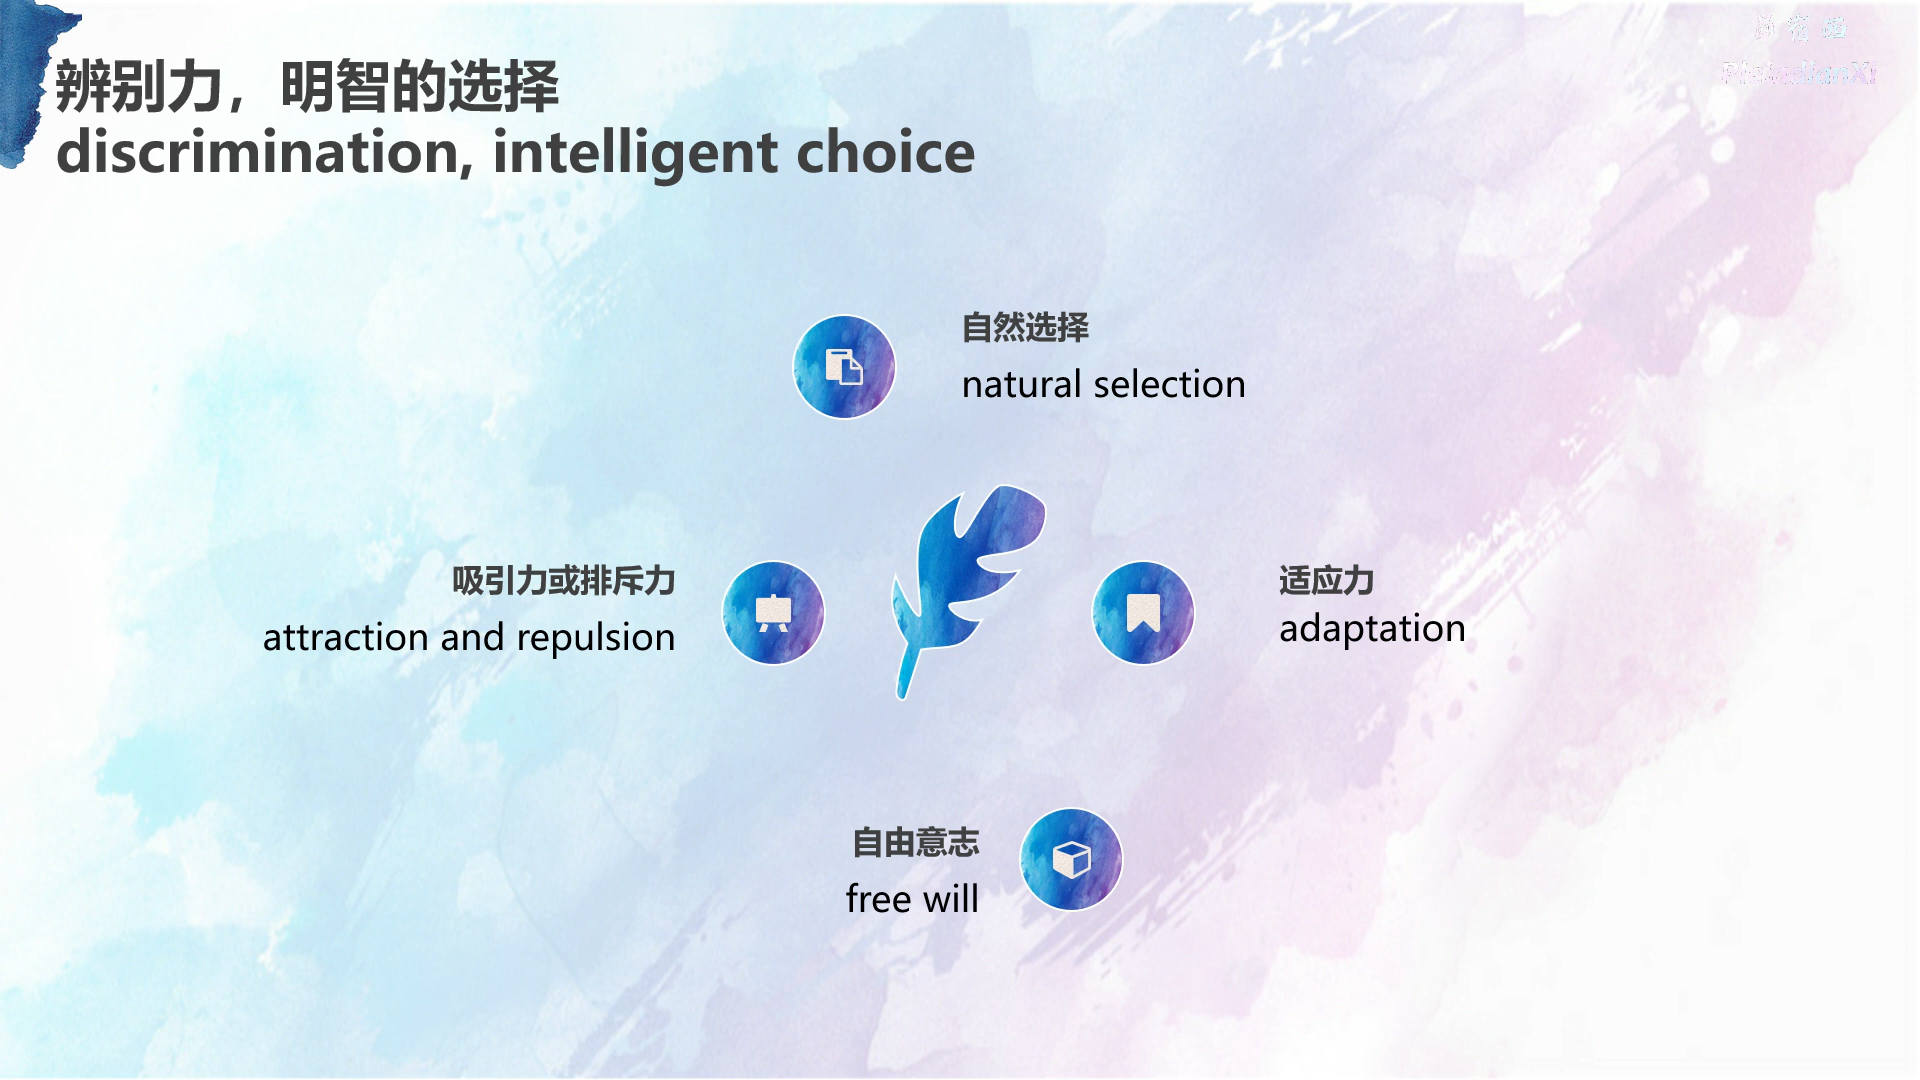 辨别力，明智的选择
discrimination, intelligent choice
自然选择
natural selection
吸引力或排斥力
attraction and repulsion
适应力
adaptation
自由意志
free will